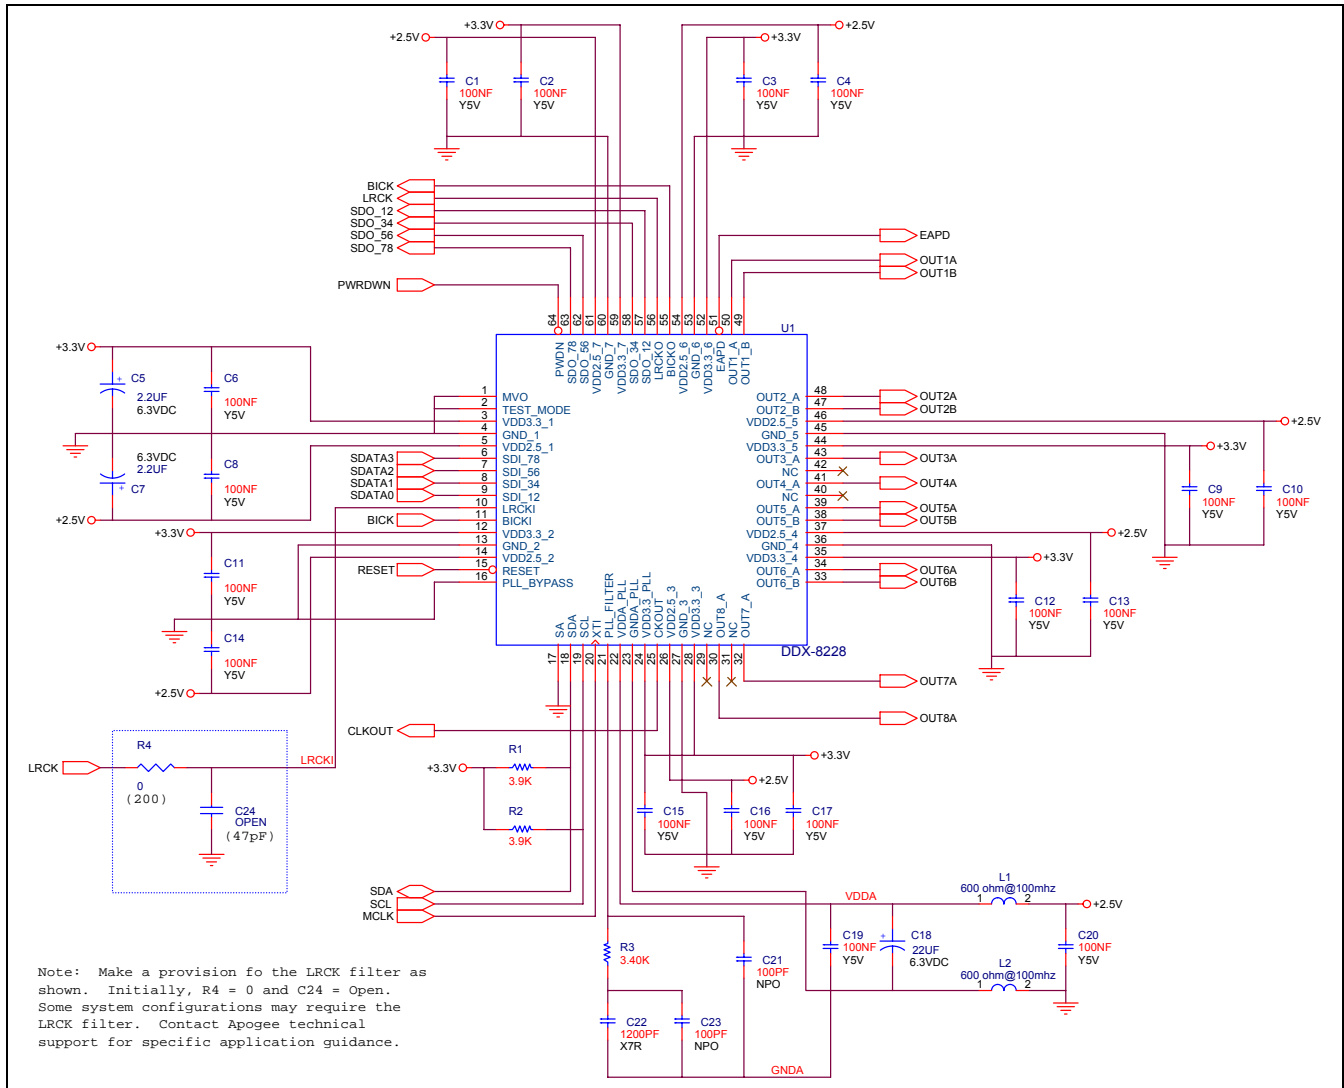 +3.3V
+2.5V
+2.5V
+3.3V
C1
100NF
Y5V
C2
100NF
Y5V
C3
100NF
Y5V
C4
100NF
Y5V
BICK
LRCK
SDO_12
SDO_34
SDO_56
SDO_78
PWRDWN
EAPD
OUT1A
OUT1B
64
63
62
61
60
59
58
57
56
55
54
53
52
51
50
49
U1
PWDN
SDO_78
SDO_56
VDD2.5_7
GND_7
VDD3.3_7
SDO_34
SDO_12
LRCKO
BICKO
VDD2.5_6
GND_6
VDD3.3_6
EAPD
OUT1_A
OUT1_B
+3.3V
C5
2.2UF
6.3VDC
C6
100NF
Y5V
6.3VDC
2.2UF
C7
C8
100NF
Y5V
+2.5V
1 MVO
2 TEST_MODE
3 VDD3.3_1
4 GND_1
5 VDD2.5_1
SDATA3 6 SDI_78
SDATA2 7 SDI_56
SDATA1 8 SDI_34
SDATA0 9 SDI_12
10 LRCKI
BICK 11 BICKI
+3.3V 12 VDD3.3_2
13 GND_2
14 VDD2.5_2
RESET 15 RESET
16 PLL_BYPASS
OUT2_A 48 OUT2A
OUT2_B 47 OUT2B
VDD2.5_5 46 +2.5V
GND_5 45
VDD3.3_5 44 +3.3V
OUT3_A 43 OUT3A
NC 42
OUT4_A 41 OUT4A
NC 40
OUT5_A 39 OUT5A
OUT5_B 38 OUT5B
VDD2.5_4 37 +2.5V
GND_4 36
VDD3.3_4 35 +3.3V
OUT6_A 34 OUT6A
OUT6_B 33 OUT6B
C9
100NF
Y5V
C10
100NF
Y5V
C11
100NF
Y5V
C14
100NF
Y5V
+2.5V
C12
100NF
Y5V
C13
100NF
Y5V
SA
SDA
SCL
XTI
PLL_FILTER
VDDA_PLL
GNDA_PLL
VDD3.3_PLL
CKOUT
VDD2.5_3
GND_3
VDD3.3_3
NC
OUT8_A
NC
OUT7_A
DDX-8228
17
18
19
20
21
22
23
24
25
26
27
28
29
30
31
32
OUT7A
OUT8A
CLKOUT
R4
0
(200)
LRCK
LRCKI
C24
OPEN
(47pF)
+3.3V
R1
3.9K
R2
3.9K
+3.3V
+2.5V
C15
100NF
Y5V
C16
100NF
Y5V
C17
100NF
Y5V
SDA
SCL
MCLK
VDDA
L1
600 ohm@100mhz
1 2
+2.5V
R3
3.40K
C21
100PF
NPO
C19
100NF
Y5V
C18
22UF
6.3VDC
C20
100NF
Y5V
L2
600 ohm@100mhz
1 2
C22
1200PF
X7R
C23
100PF
NPO
GNDA
Note: Make a provision fo the LRCK filter as
shown. Initially, R4 = 0 and C24 = Open.
Some system configurations may require the
LRCK filter. Contact Apogee technical
support for specific application guidance.